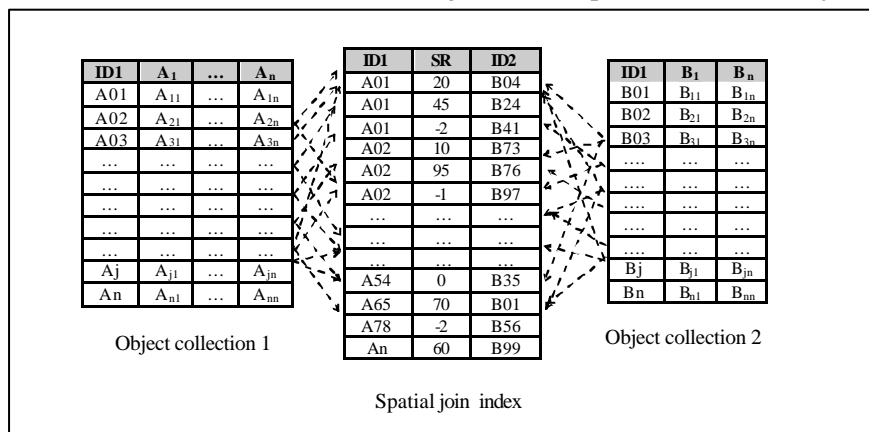 ID1 A₁ … Aₙ
A01 A₁₁ … A₁ₙ
A02 A₂₁ … A₂ₙ
A03 A₃₁ … A₃ₙ
… … … …
… … … …
… … … …
… … … …
… … … …
Aj Aⱼ₁ … Aⱼₙ
An Aₙ₁ … Aₙₙ
Object collection 1
ID1 SR ID2
A01 20 B04
A01 45 B24
A01 -2 B41
A02 10 B73
A02 95 B76
A02 -1 B97
… … …
… … …
… … …
A54 0 B35
A65 70 B01
A78 -2 B56
An 60 B99
Spatial join index
ID1 B₁ Bₙ
B01 B₁₁ B₁ₙ
B02 B₂₁ B₂ₙ
B03 B₃₁ B₃ₙ
…. … …
…. … …
…. … …
…. … …
…. … …
Bj Bⱼ₁ Bⱼₙ
Bn Bₙ₁ Bₙₙ
Object collection 2